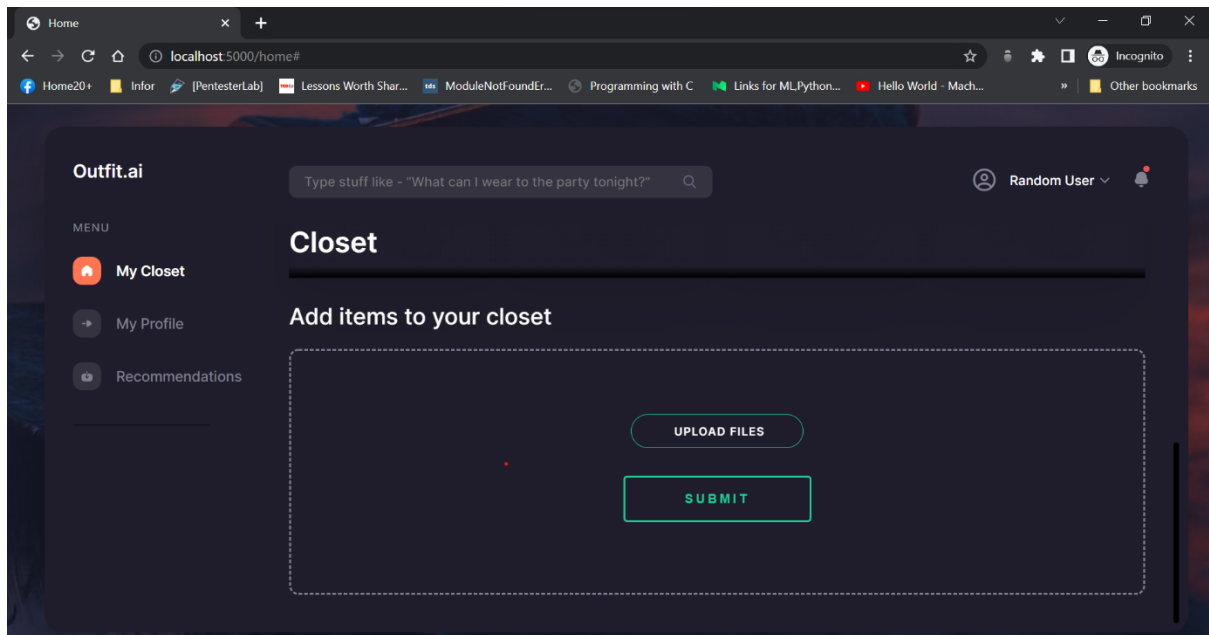 Home
localhost:5000/home#
Incognito
Home20+ Infor [PentesterLab] Lessons Worth Shar... ModuleNotFoundEr... Programming with C Links for ML,Python... Hello World - Mach... » Other bookmarks
Outfit.ai
Type stuff like - "What can I wear to the party tonight?"
Random User
MENU
Closet
My Closet
Add items to your closet
My Profile
Recommendations
UPLOAD FILES
SUBMIT